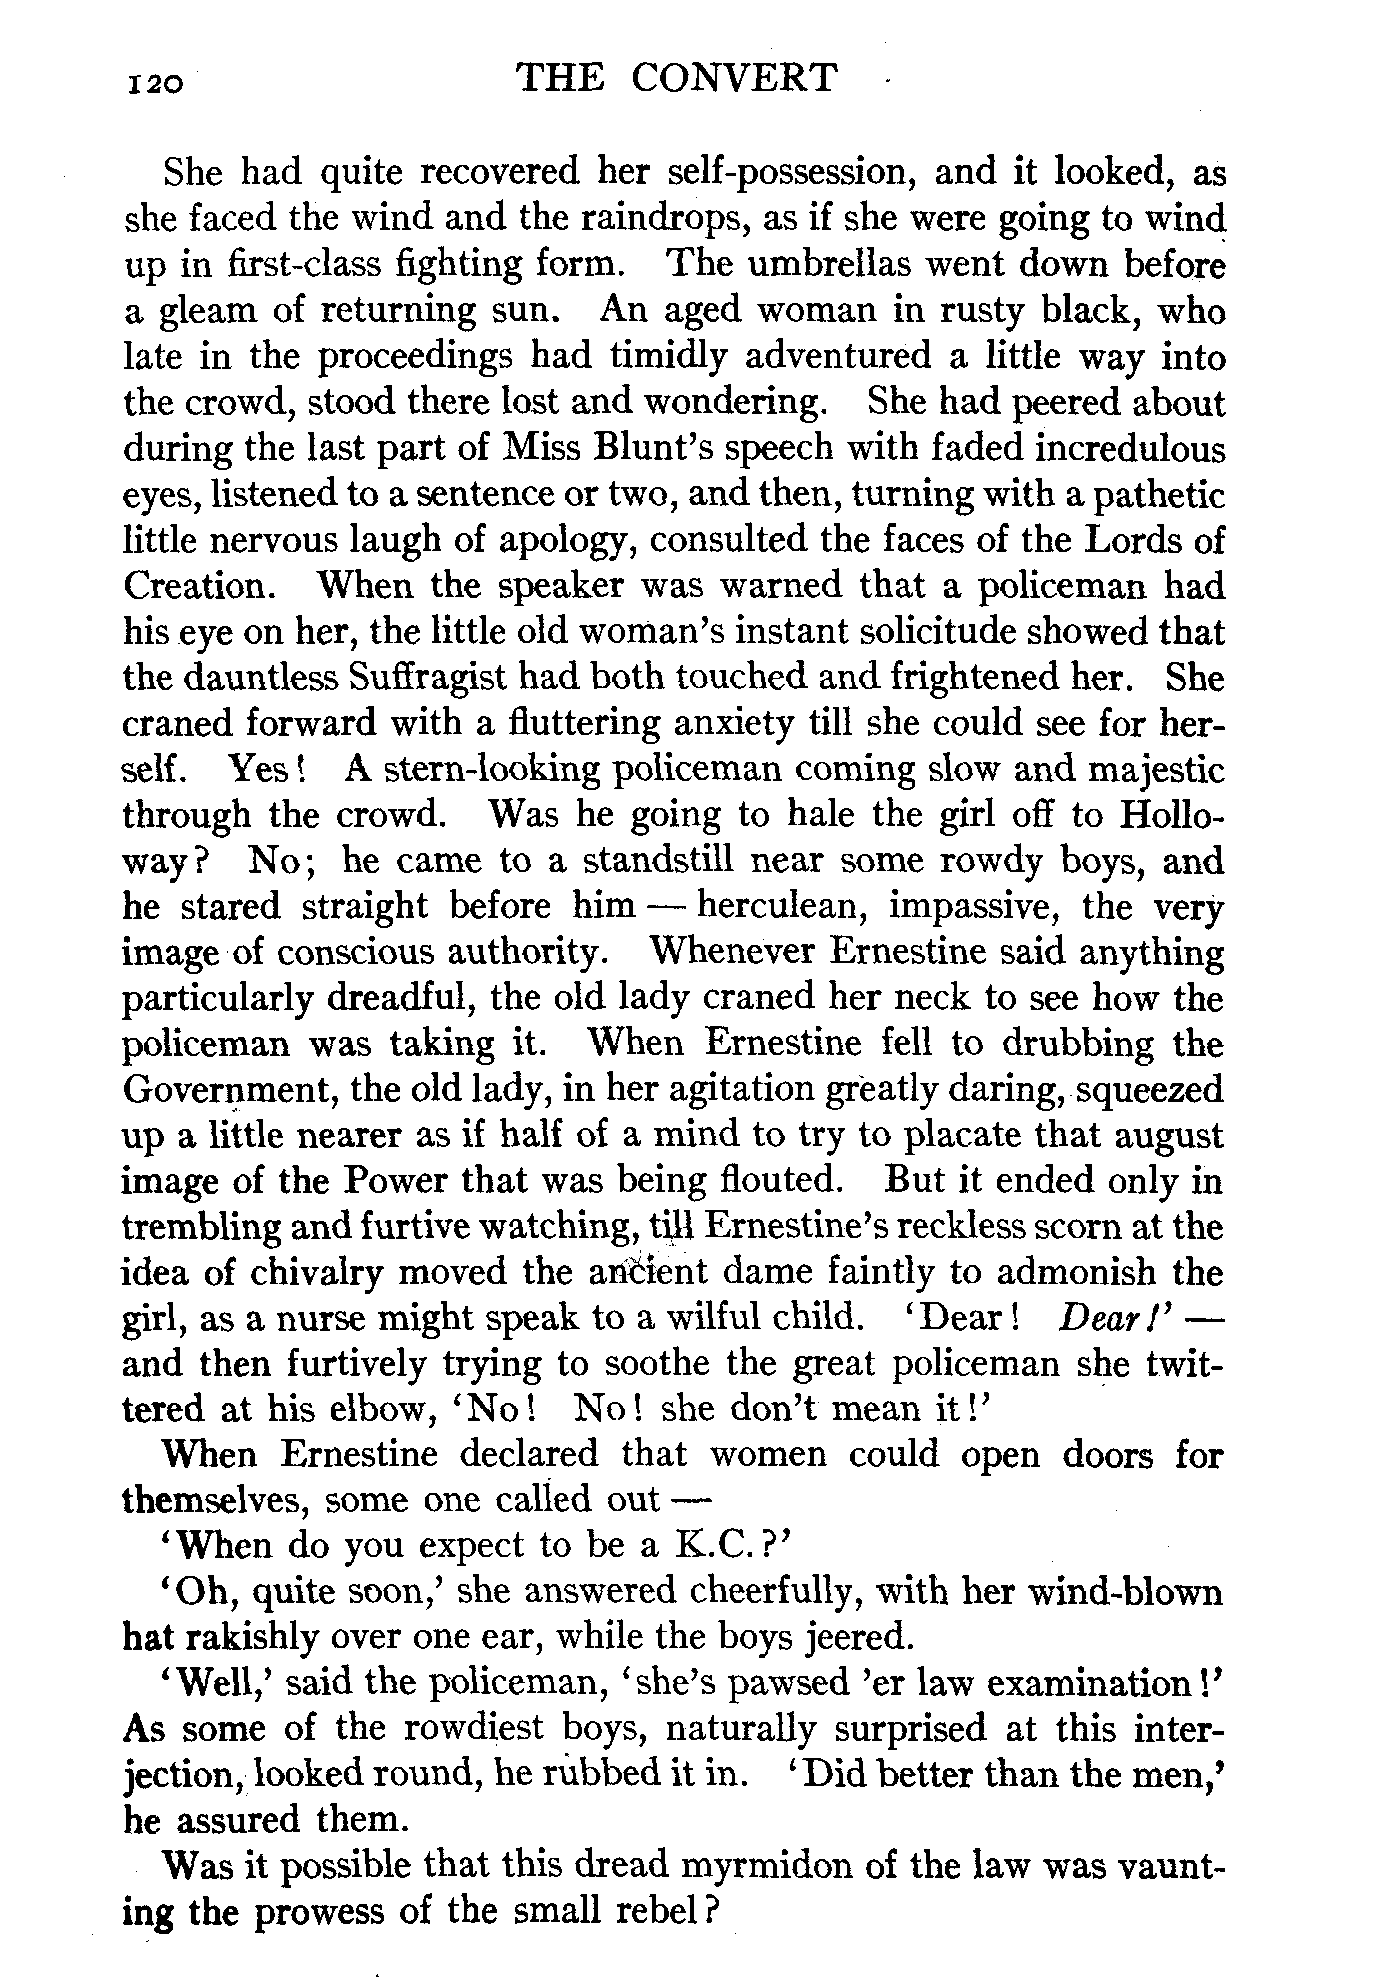 120 THE CONVERT
She had quite recovered her self-possession, and it looked, as
she faced the wind and the raindrops, as if she were going to wind
up in first-class fighting form. The umbrellas went down before
a gleam of returning sun. An aged woman in rusty black, who
late in the proceedings had timidly adventured a little way into
the crowd, stood there lost and wondering. She had peered about
during the last part of Miss Blunt's speech with faded incredulous
eyes, listened to a sentence or two, and then, turning with a pathetic
little nervous laugh of apology, consulted the faces of the Lords of
Creation. When the speaker was warned that a policeman had
his eye on her, the little old woman's instant solicitude showed that
the dauntless Suffragist had both touched and frightened her. She
craned forward with a fluttering anxiety till she could see for her-
self. Yes! A stern-looking policeman coming slow and majestic
through the crowd. Was he going to hale the girl off to Hollo-
way? No; he came to a standstill near some rowdy boys, and
he stared straight before him — herculean, impassive, the very
image of conscious authority. Whenever Ernestine said anything
particularly dreadful, the old lady craned her neck to see how the
policeman was taking it. When Ernestine fell to drubbing the
Government, the old lady, in her agitation greatly daring, squeezed
up a little nearer as if half of a mind to try to placate that august
image of the Power that was being flouted. But it ended only in
trembling and furtive watching, till Ernestine's reckless scorn at the
idea of chivalry moved the ancient dame faintly to admonish the
girl, as a nurse might speak to a wilful child. 'Dear! Dear!' —
and then furtively trying to soothe the great policeman she twit-
tered at his elbow, 'No! No! she don't mean it!'
When Ernestine declared that women could open doors for
themselves, some one called out —
'When do you expect to be a K.C.?'
'Oh, quite soon,' she answered cheerfully, with her wind-blown
hat rakishly over one ear, while the boys jeered.
'Well,' said the policeman, 'she's pawsed 'er law examination!'
As some of the rowdiest boys, naturally surprised at this inter-
jection, looked round, he rubbed it in. 'Did better than the men,'
he assured them.
Was it possible that this dread myrmidon of the law was vaunt-
ing the prowess of the small rebel?